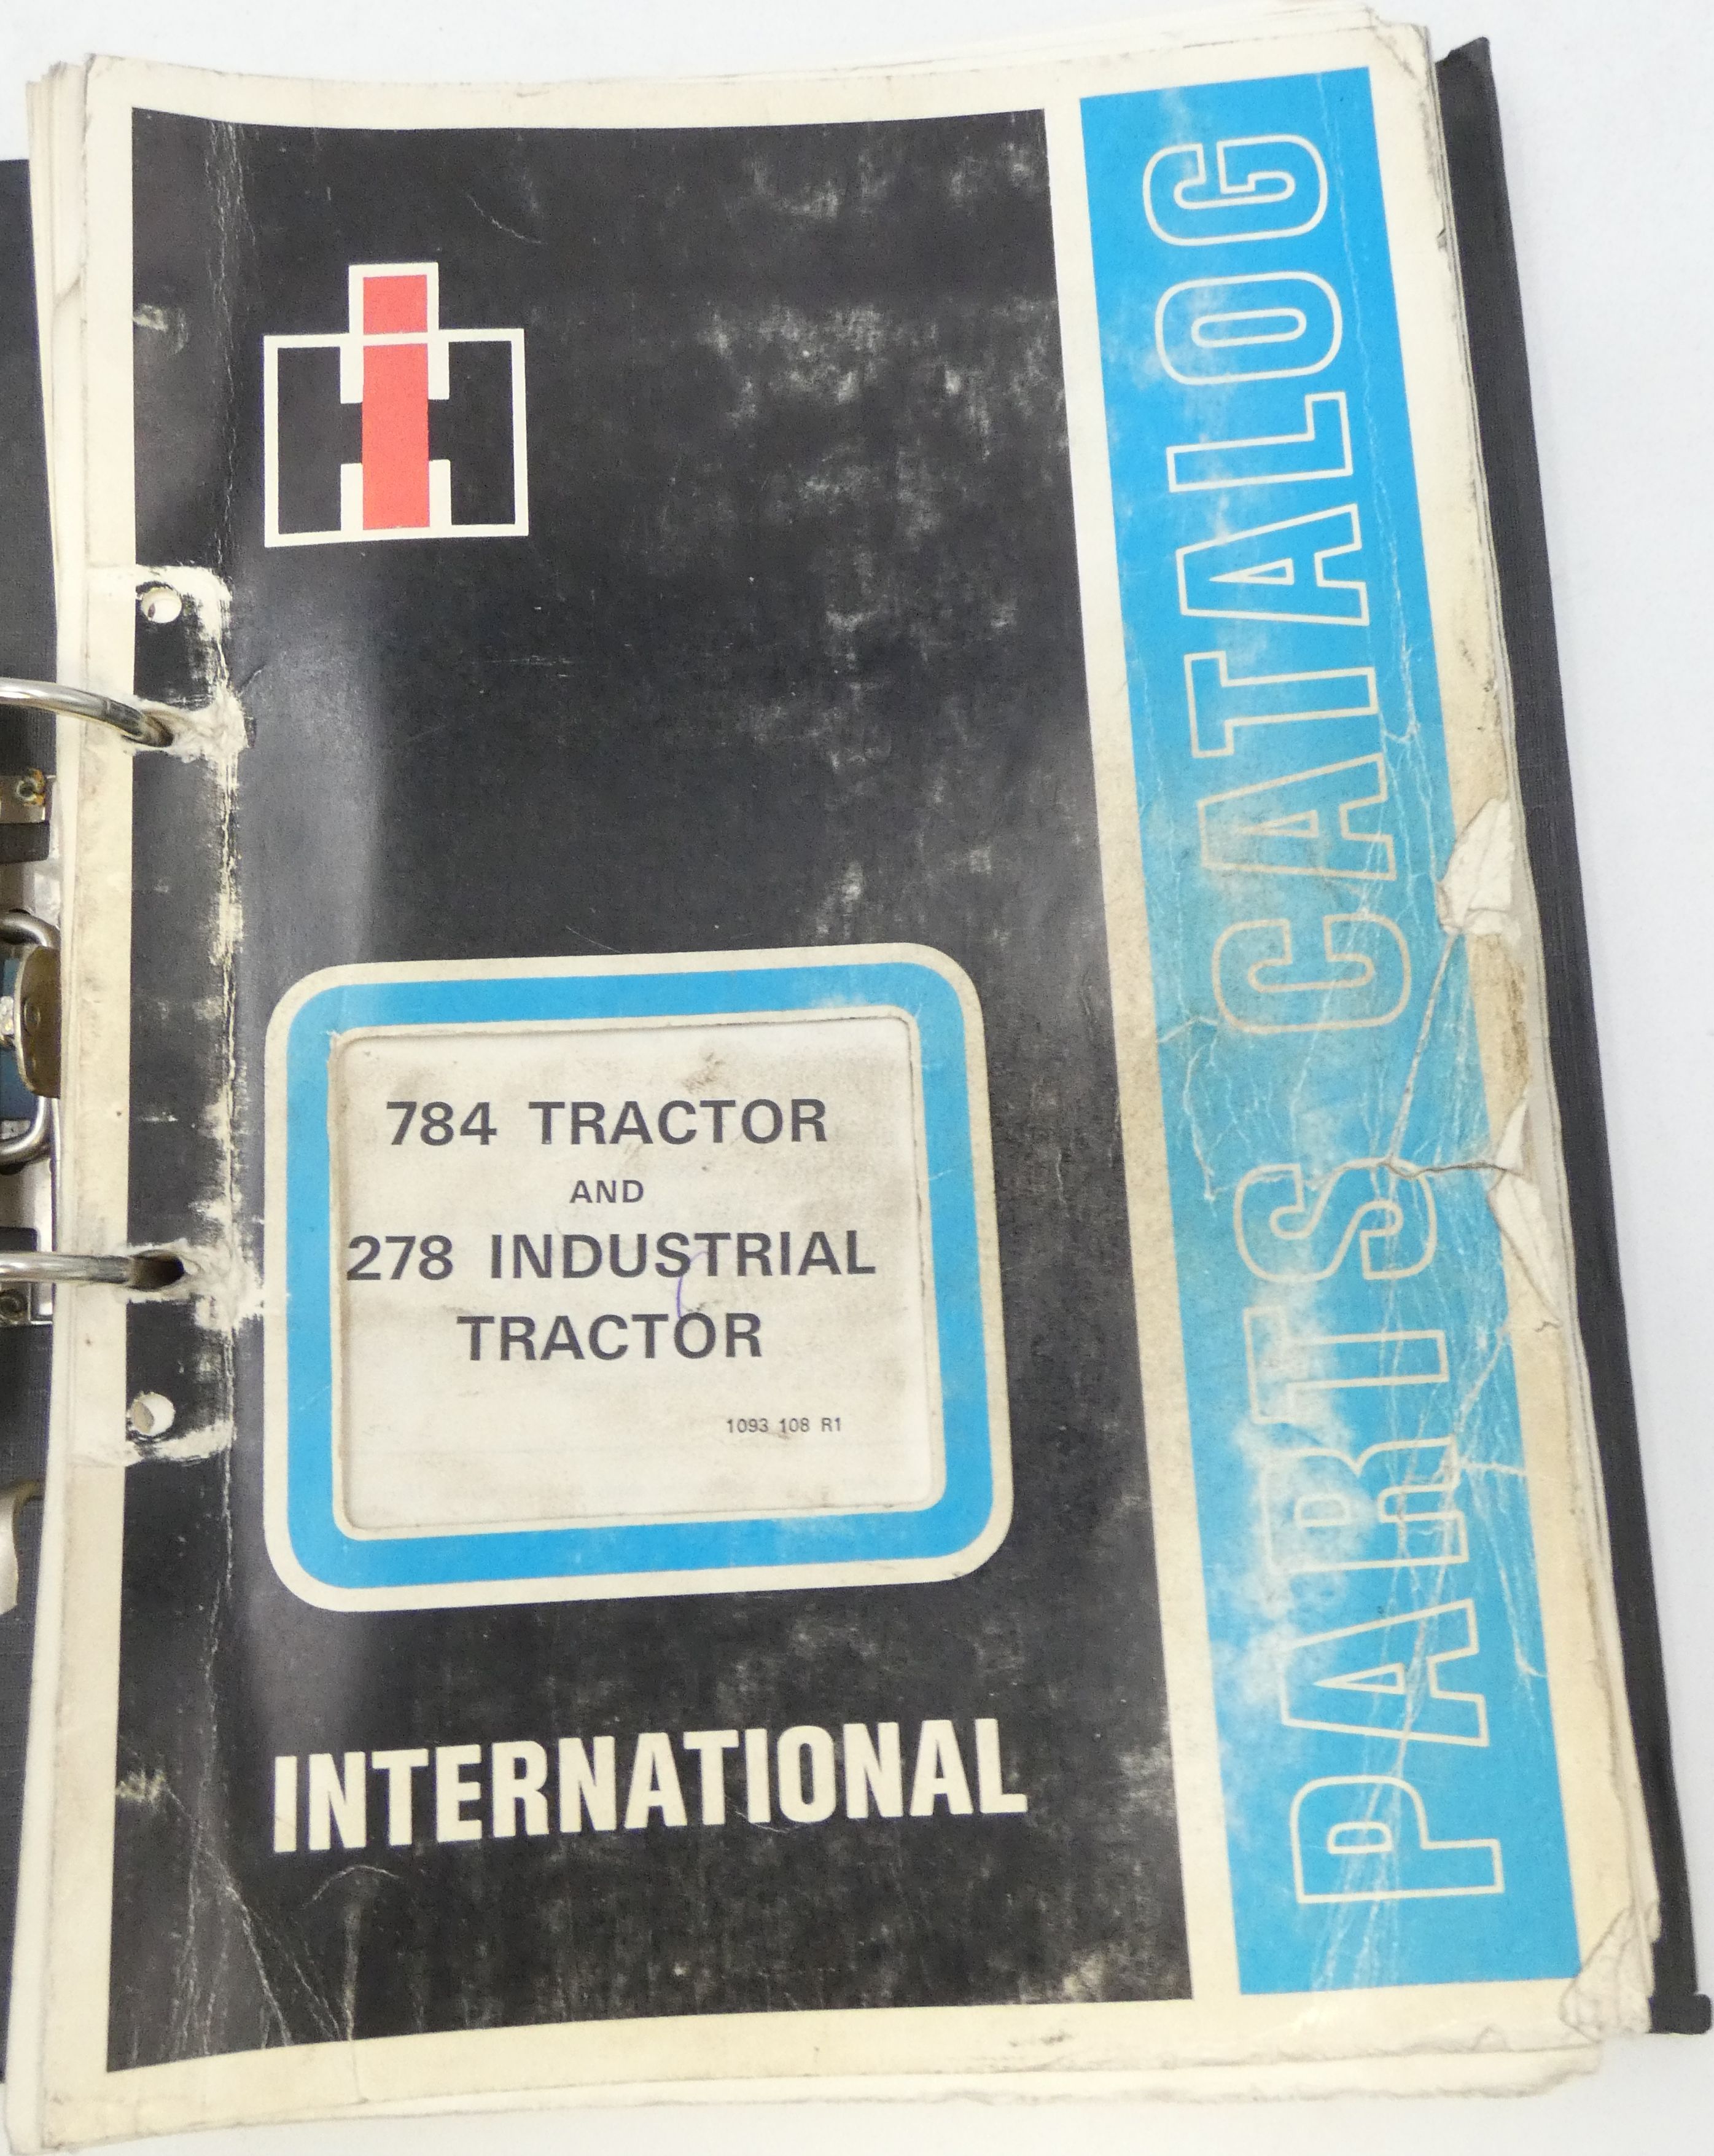 784 TRACTOR
AND
278 INDUSTRIAL
TRACTOR
1093 108 R1
INTERNATIONAL
PARTS CATALOG